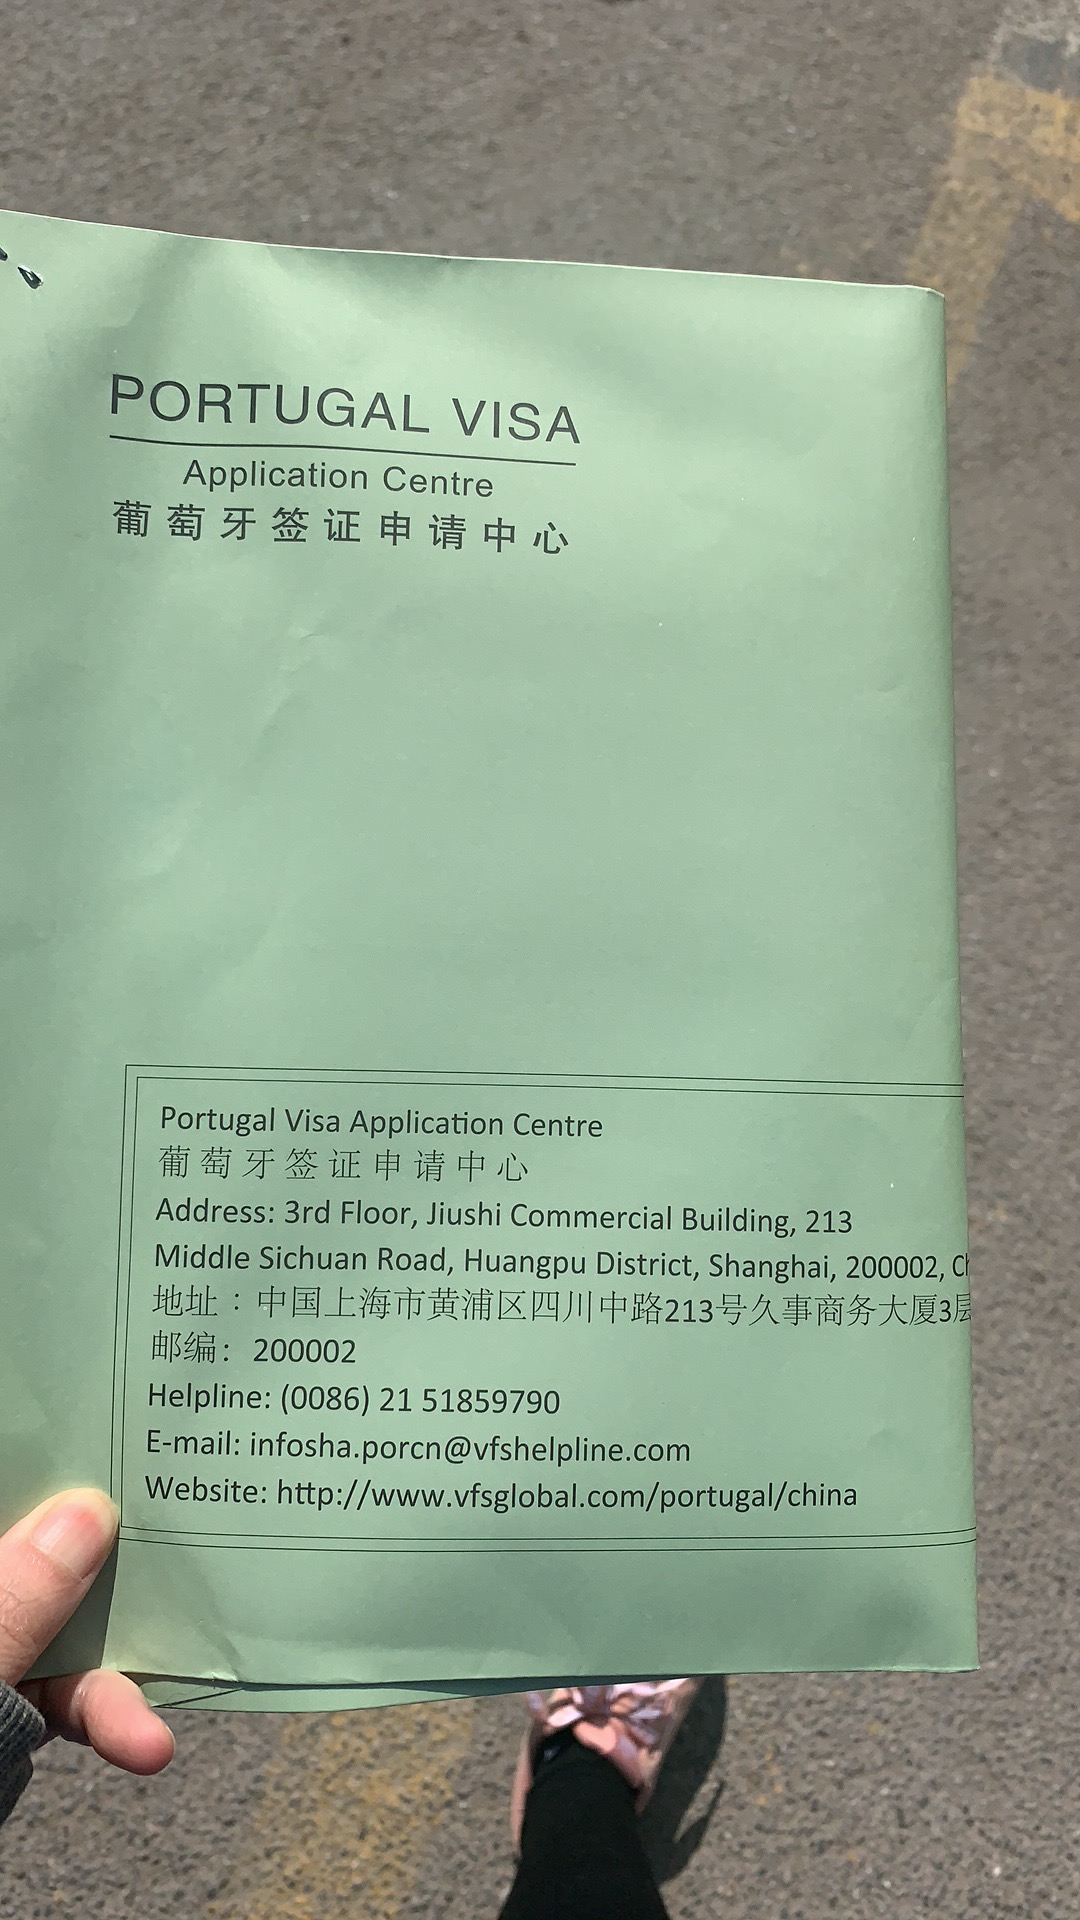 PORTUGAL VISA
Application Centre
葡萄牙签证申请中心
Portugal Visa Application Centre
葡萄牙签证申请中心
Address: 3rd Floor, Jiushi Commercial Building, 213
Middle Sichuan Road, Huangpu District, Shanghai, 200002,
地址：中国上海市黄浦区四川中路213号久事商务大厦3层
邮编：200002
Helpline: (0086) 21 51859790
E-mail: infosha.porcn@vfshelpline.com
Website: http://www.vfsglobal.com/portugal/china